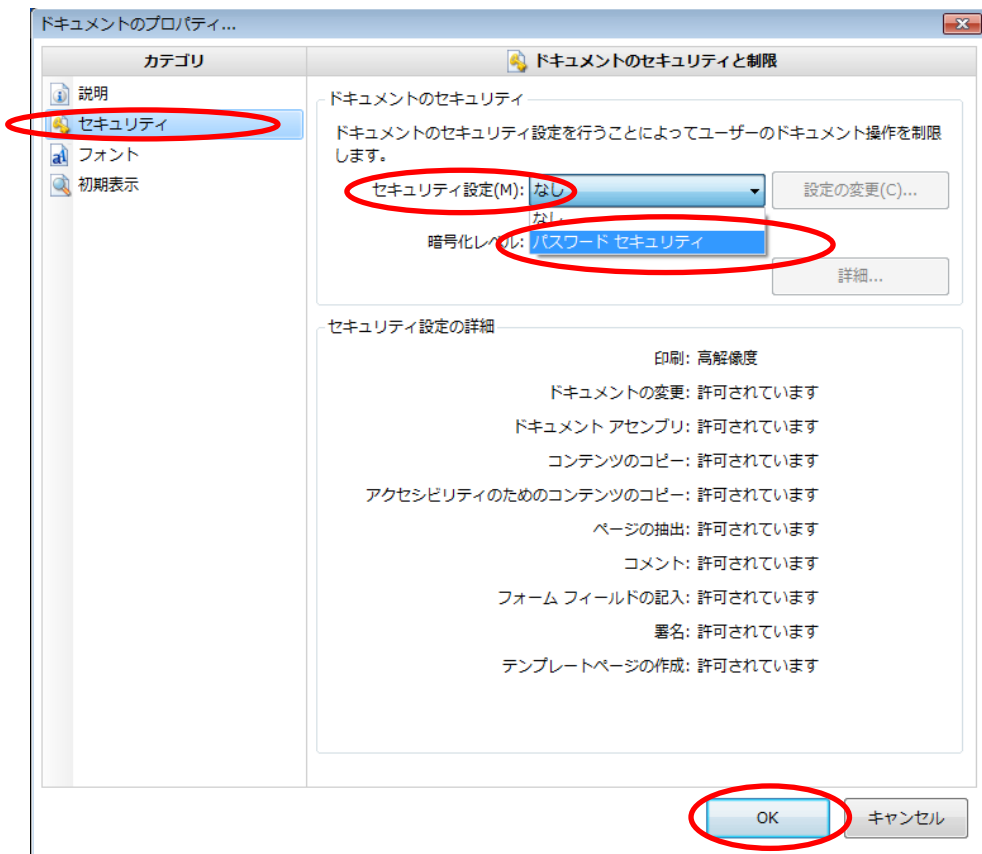 ドキュメントのプロパティ...
カテゴリ
説明
セキュリティ
フォント
初期表示
ドキュメントのセキュリティと制限
ドキュメントのセキュリティ
ドキュメントのセキュリティ設定を行うことによってユーザーのドキュメント操作を制限
します。
セキュリティ設定(M): なし 設定の変更(C)...
なし
暗号化レベル: パスワード セキュリティ
詳細...
セキュリティ設定の詳細
印刷: 高解像度
ドキュメントの変更: 許可されています
ドキュメント アセンブリ: 許可されています
コンテンツのコピー: 許可されています
アクセシビリティのためのコンテンツのコピー: 許可されています
ページの抽出: 許可されています
コメント: 許可されています
フォーム フィールドの記入: 許可されています
署名: 許可されています
テンプレートページの作成: 許可されています
OK キャンセル